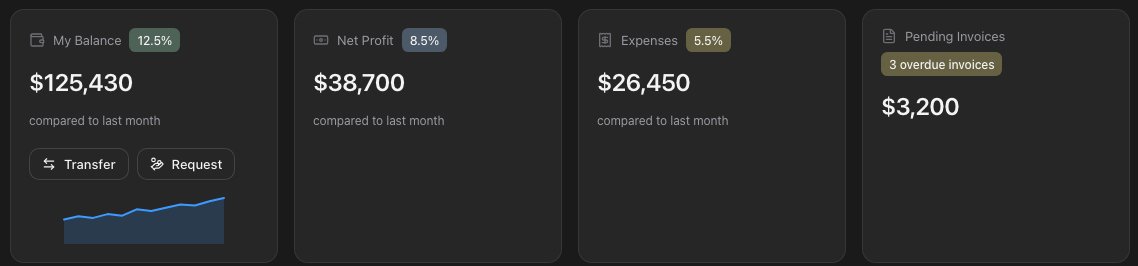 My Balance 12.5%
$125,430
compared to last month
Transfer Request
Net Profit 8.5%
$38,700
compared to last month
Expenses 5.5%
$26,450
compared to last month
Pending Invoices
3 overdue invoices
$3,200